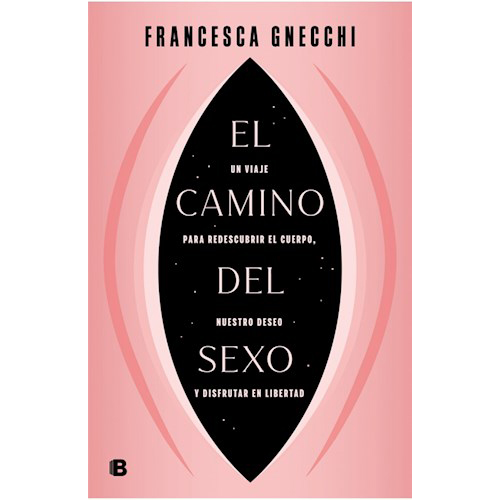 FRANCESCA GNECCHI
EL
UN VIAJE
CAMINO
PARA REDESCUBRIR EL CUERPO,
DEL
NUESTRO DESEO
SEXO
Y DISFRUTAR EN LIBERTAD
B